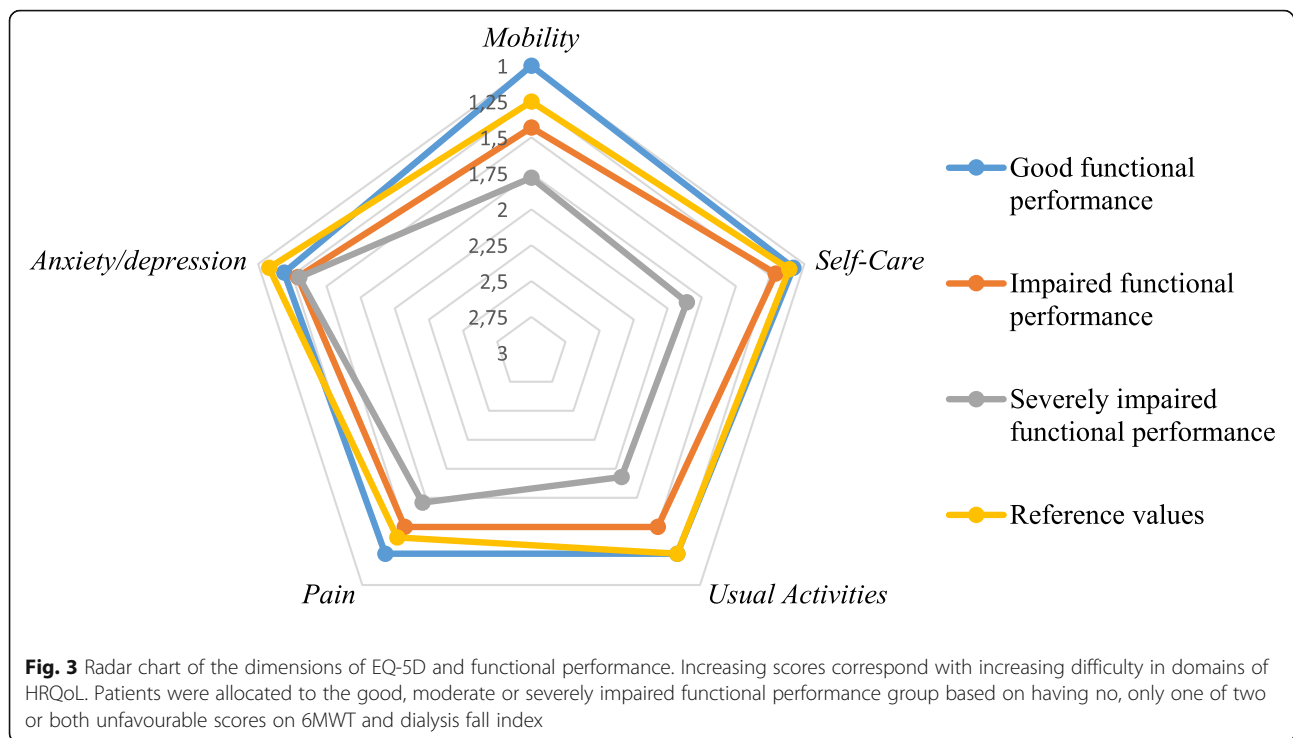 Mobility
1
1,25
1,5
1,75
2
2,25
2,5
2,75
3
Anxiety/depression
Self-Care
Pain
Usual Activities
Good functional
performance
Impaired functional
performance
Severely impaired
functional performance
Reference values
Fig. 3 Radar chart of the dimensions of EQ-5D and functional performance. Increasing scores correspond with increasing difficulty in domains of
HRQoL. Patients were allocated to the good, moderate or severely impaired functional performance group based on having no, only one of two
or both unfavourable scores on 6MWT and dialysis fall index